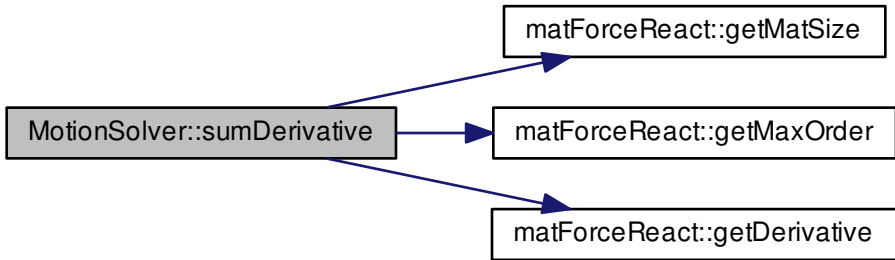 matForceReact::getMatSize
MotionSolver::sumDerivative
matForceReact::getMaxOrder
matForceReact::getDerivative